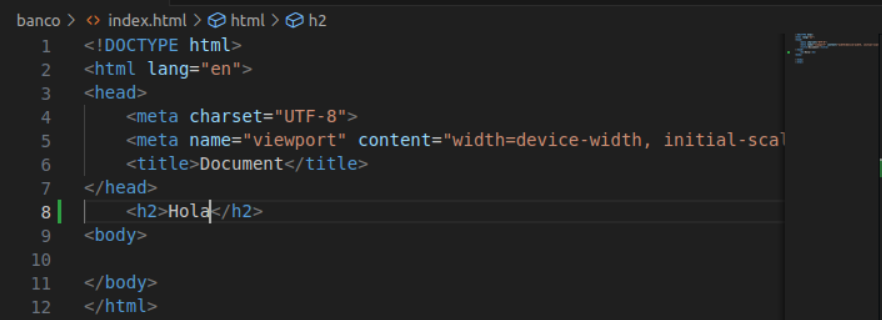 banco > index.html > html > h2
1 <!DOCTYPE html>
2 <html lang="en">
3 <head>
4 <meta charset="UTF-8">
5 <meta name="viewport" content="width=device-width, initial-scal
6 <title>Document</title>
7 </head>
8 <h2>Hola</h2>
9 <body>
10
11 </body>
12 </html>